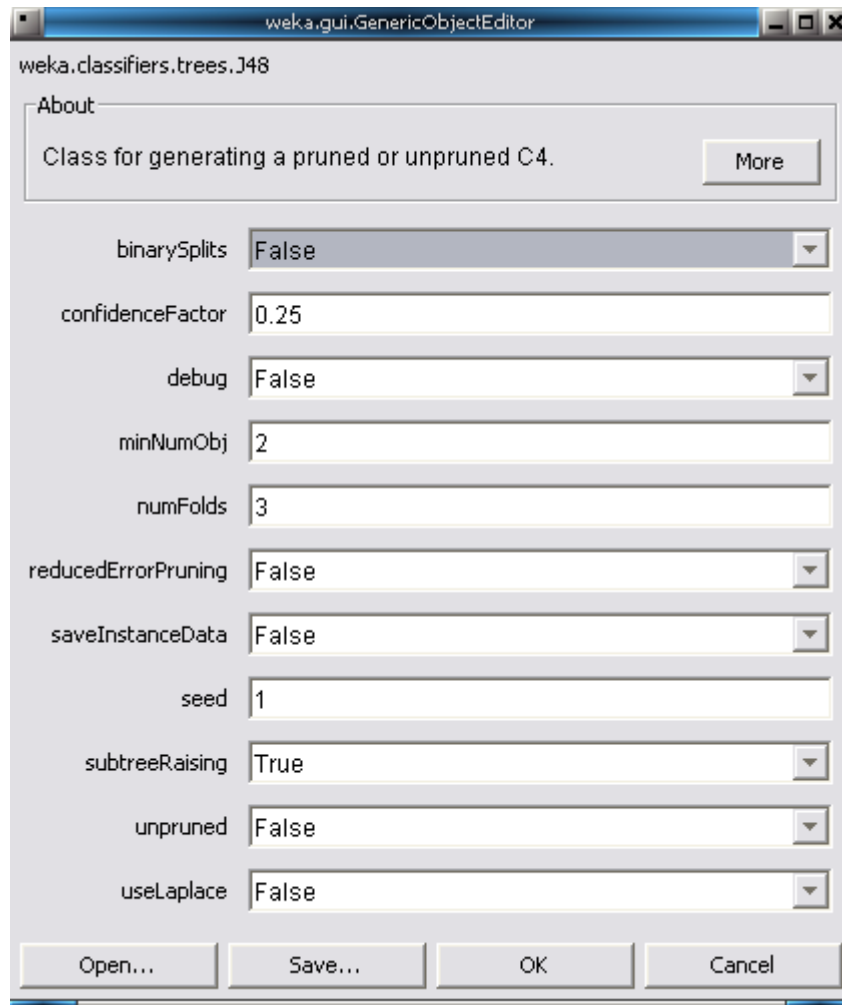 weka.gui.GenericObjectEditor
weka.classifiers.trees.J48
About
Class for generating a pruned or unpruned C4.
More
binarySplits False
confidenceFactor 0.25
debug False
minNumObj 2
numFolds 3
reducedErrorPruning False
saveInstanceData False
seed 1
subtreeRaising True
unpruned False
useLaplace False
Open... Save... OK Cancel